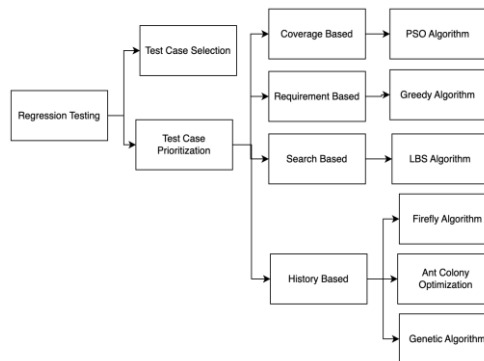 Coverage Based
PSO Algorithm
Test Case Selection
Regression Testing
Requirement Based
Greedy Algorithm
Test Case
Prioritization
Search Based
LBS Algorithm
Firefly Algorithm
History Based
Ant Colony
Optimization
Genetic Algorithm